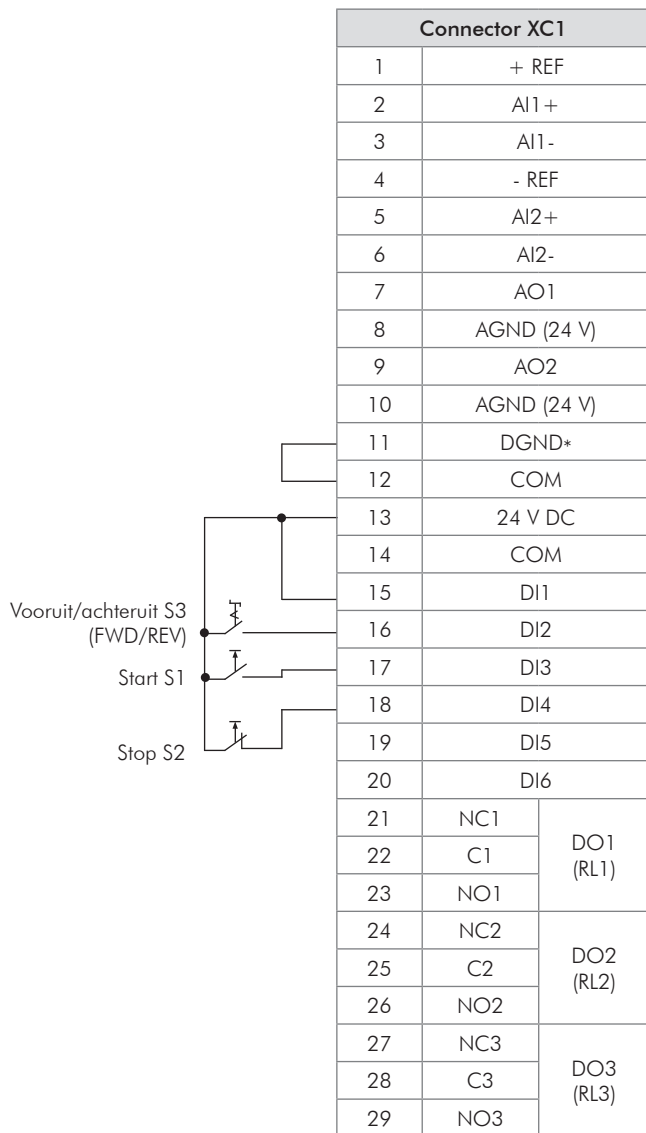 Connector XC1
1 + REF
2 AI1+
3 AI1-
4 - REF
5 AI2+
6 AI2-
7 AO1
8 AGND (24 V)
9 AO2
10 AGND (24 V)
11 DGND*
12 COM
13 24 V DC
14 COM
15 DI1
16 DI2
17 DI3
18 DI4
19 DI5
20 DI6
21 NC1
22 C1
23 NO1
DO1
(RL1)
24 NC2
25 C2
26 NO2
DO2
(RL2)
27 NC3
28 C3
29 NO3
DO3
(RL3)
Vooruit/achteruit S3
(FWD/REV)
Start S1
Stop S2